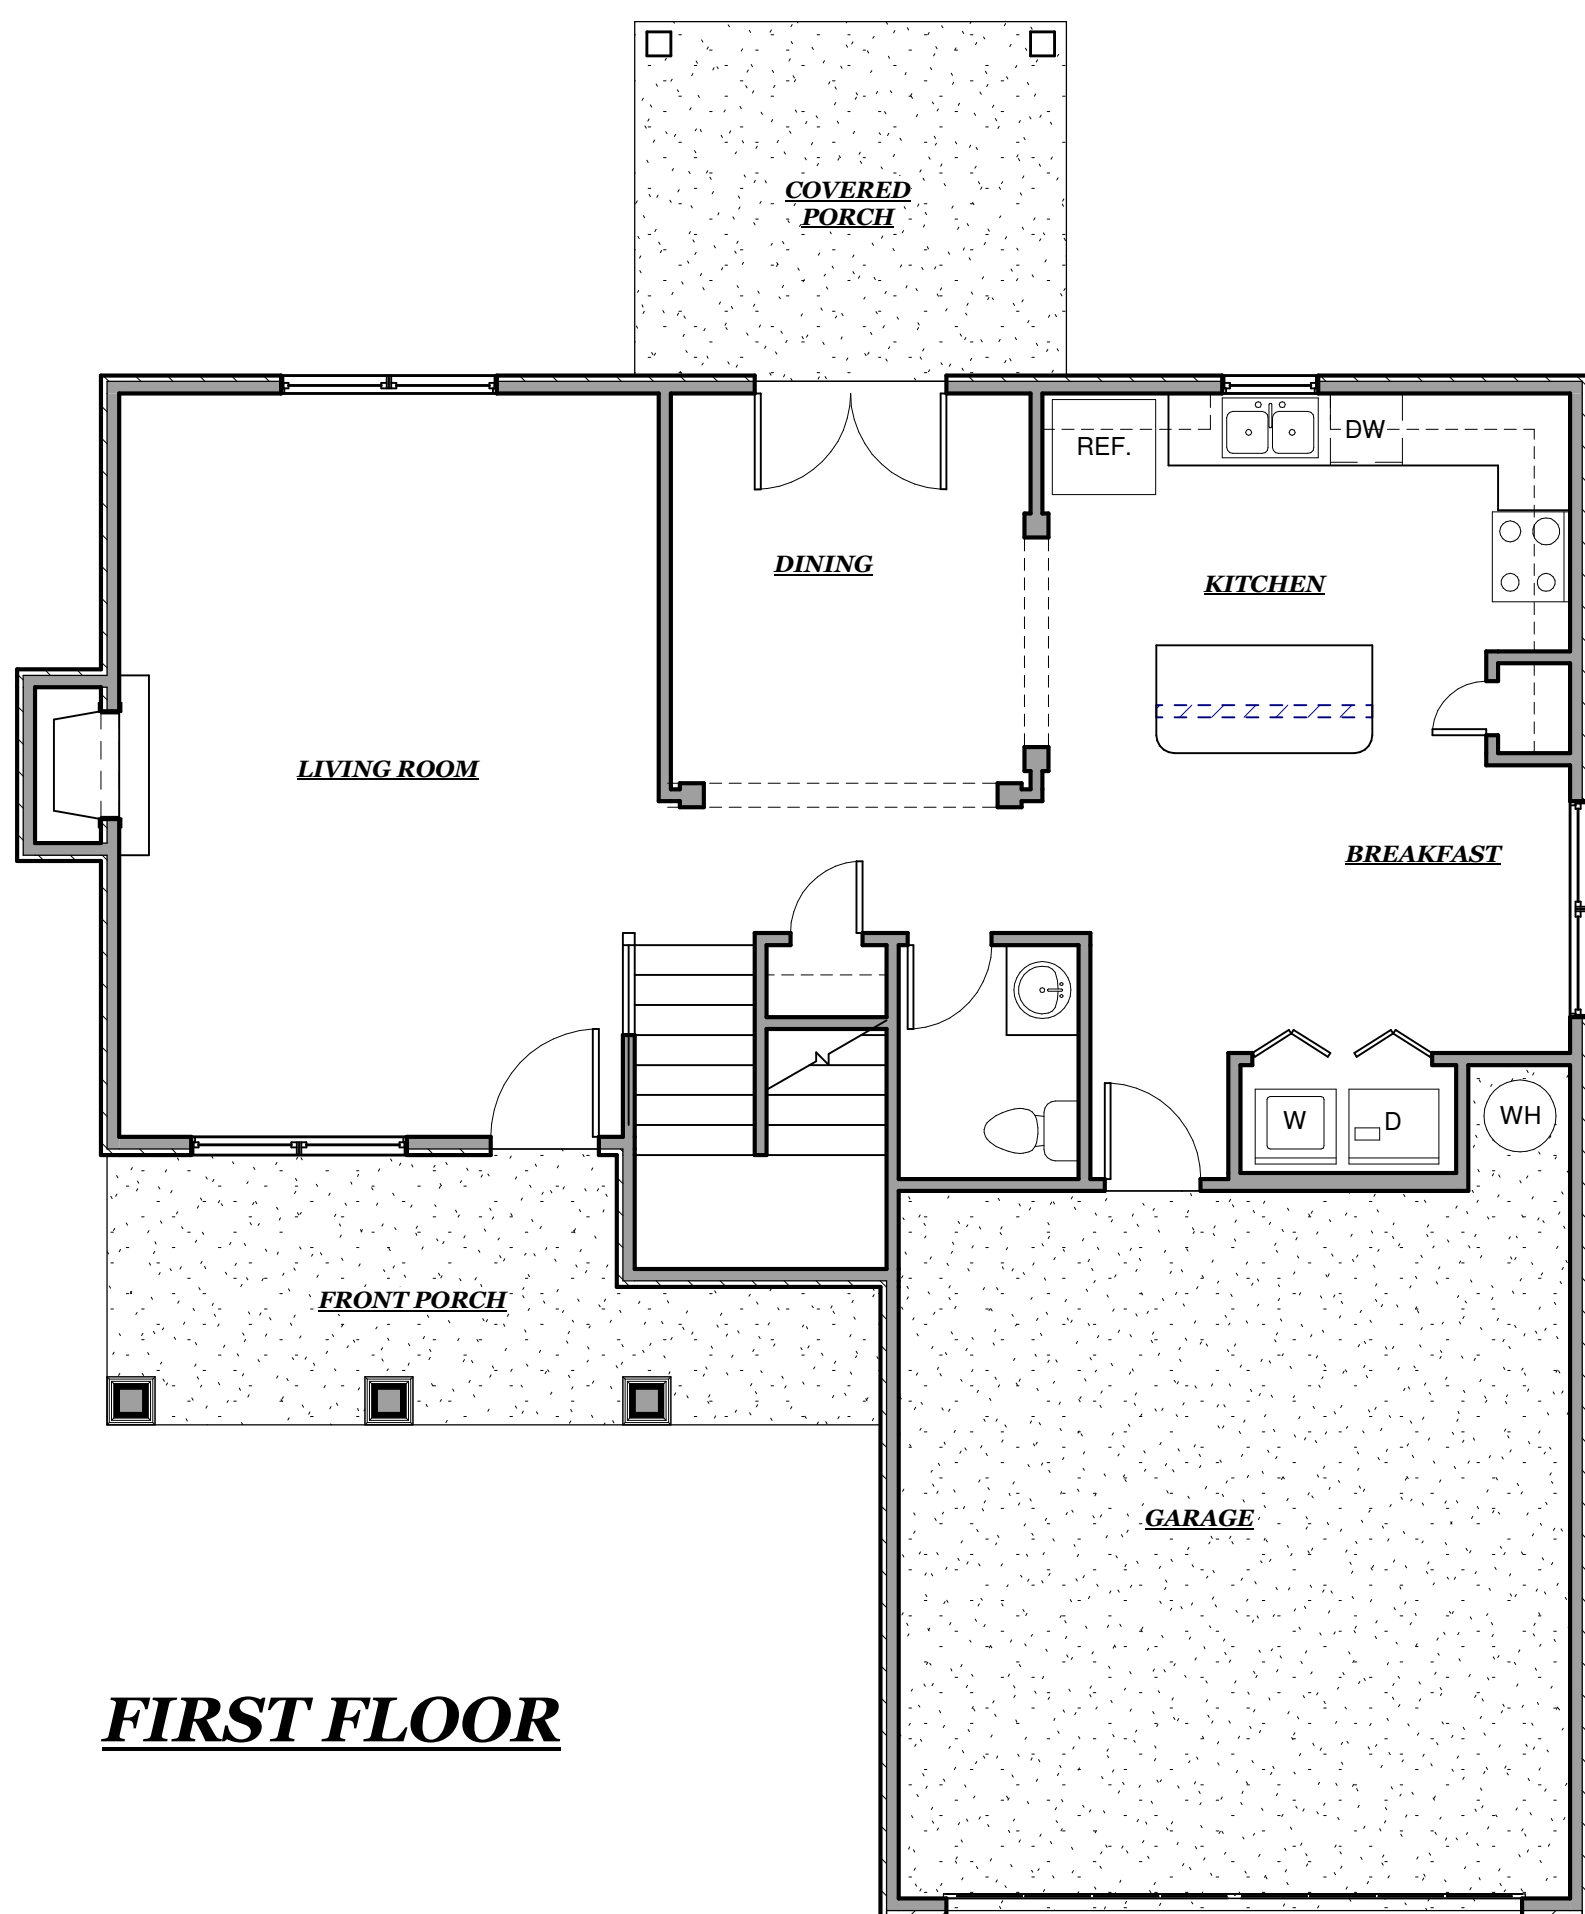 COVERED
PORCH
REF.
DW
DINING
KITCHEN
LIVING ROOM
BREAKFAST
W
D
WH
FRONT PORCH
GARAGE
FIRST FLOOR